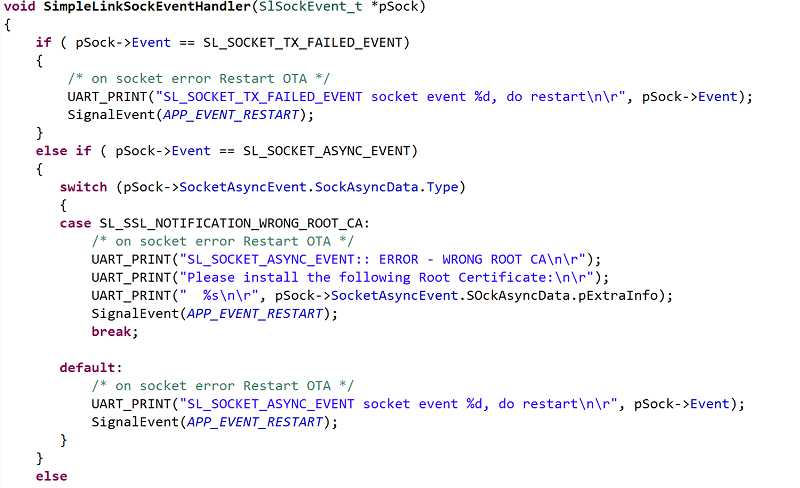 void SimpleLinkSockEventHandler(SlSockEvent_t *pSock)
{
    if ( pSock->Event == SL_SOCKET_TX_FAILED_EVENT)
    {
        /* on socket error Restart OTA */
        UART_PRINT("SL_SOCKET_TX_FAILED_EVENT socket event %d, do restart\n\r", pSock->Event);
        SignalEvent(APP_EVENT_RESTART);
    }
    else if ( pSock->Event == SL_SOCKET_ASYNC_EVENT)
    {
       switch (pSock->SocketAsyncEvent.SockAsyncData.Type)
       {
       case SL_SSL_NOTIFICATION_WRONG_ROOT_CA:
           /* on socket error Restart OTA */
           UART_PRINT("SL_SOCKET_ASYNC_EVENT:: ERROR - WRONG ROOT CA\n\r");
           UART_PRINT("Please install the following Root Certificate:\n\r");
           UART_PRINT("  %s\n\r", pSock->SocketAsyncEvent.SOckAsyncData.pExtraInfo);
           SignalEvent(APP_EVENT_RESTART);
           break;

       default:
           /* on socket error Restart OTA */
           UART_PRINT("SL_SOCKET_ASYNC_EVENT socket event %d, do restart\n\r", pSock->Event);
           SignalEvent(APP_EVENT_RESTART);
       }
    }
    else